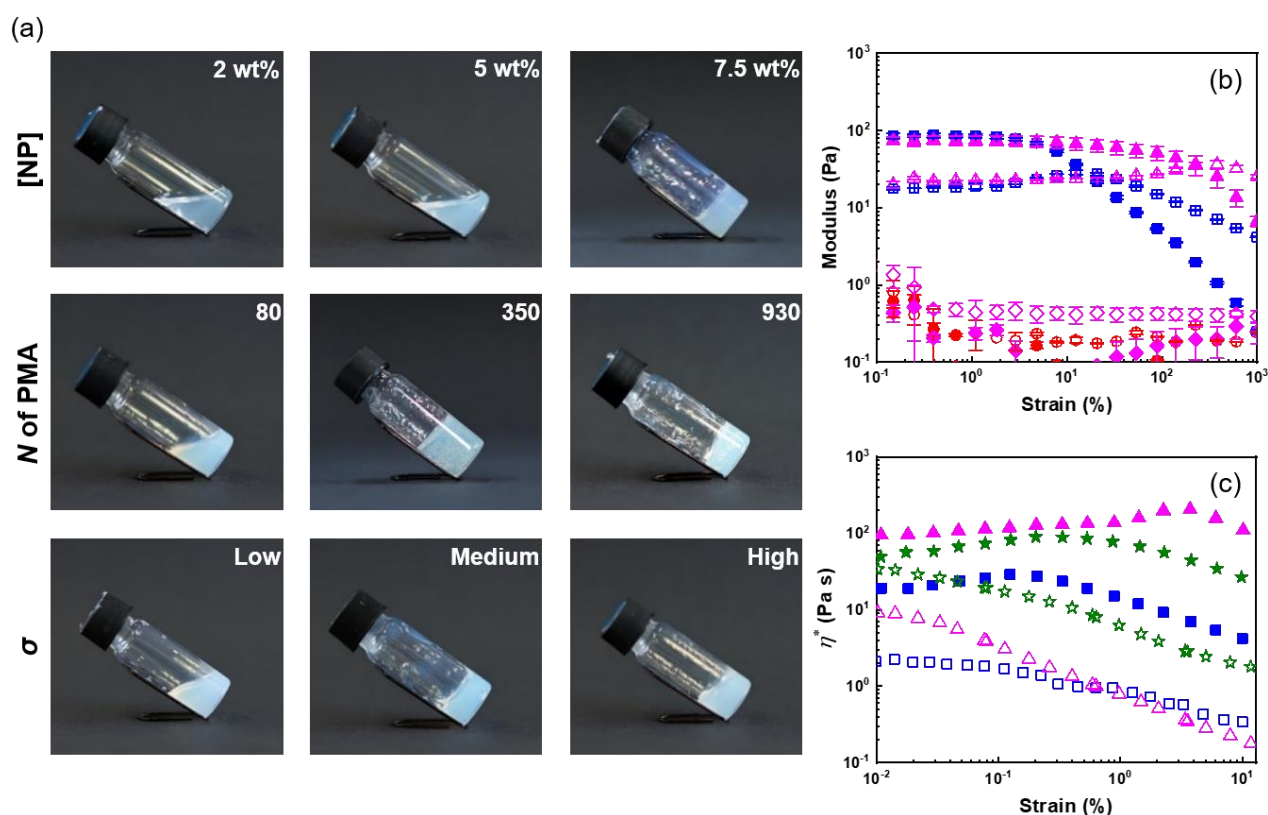 (a)
[NP]
2 wt%
5 wt%
7.5 wt%
N of PMA
80
350
930
σ
Low
Medium
High
(b)
Modulus (Pa)
10³
10²
10¹
10⁰
10⁻¹
10⁻¹ 10⁰ 10¹ 10² 10³
Strain (%)
(c)
η* (Pa s)
10³
10²
10¹
10⁰
10⁻¹
10⁻² 10⁻¹ 10⁰ 10¹
Strain (%)